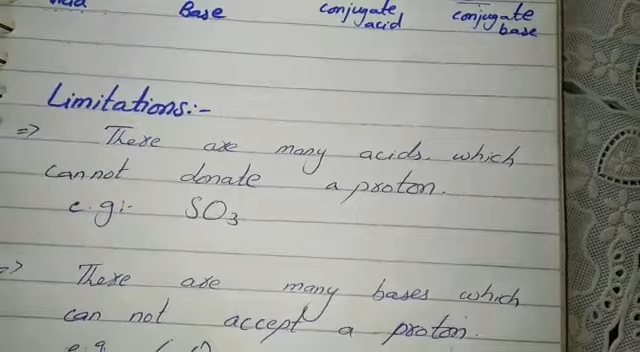 Acid Base conjugate acid conjugate base
Limitations:-
=> There are many acids. which
cannot donate a proton.
e.g:- SO3
=> There are many bases which
can not accept a proton.
e.g